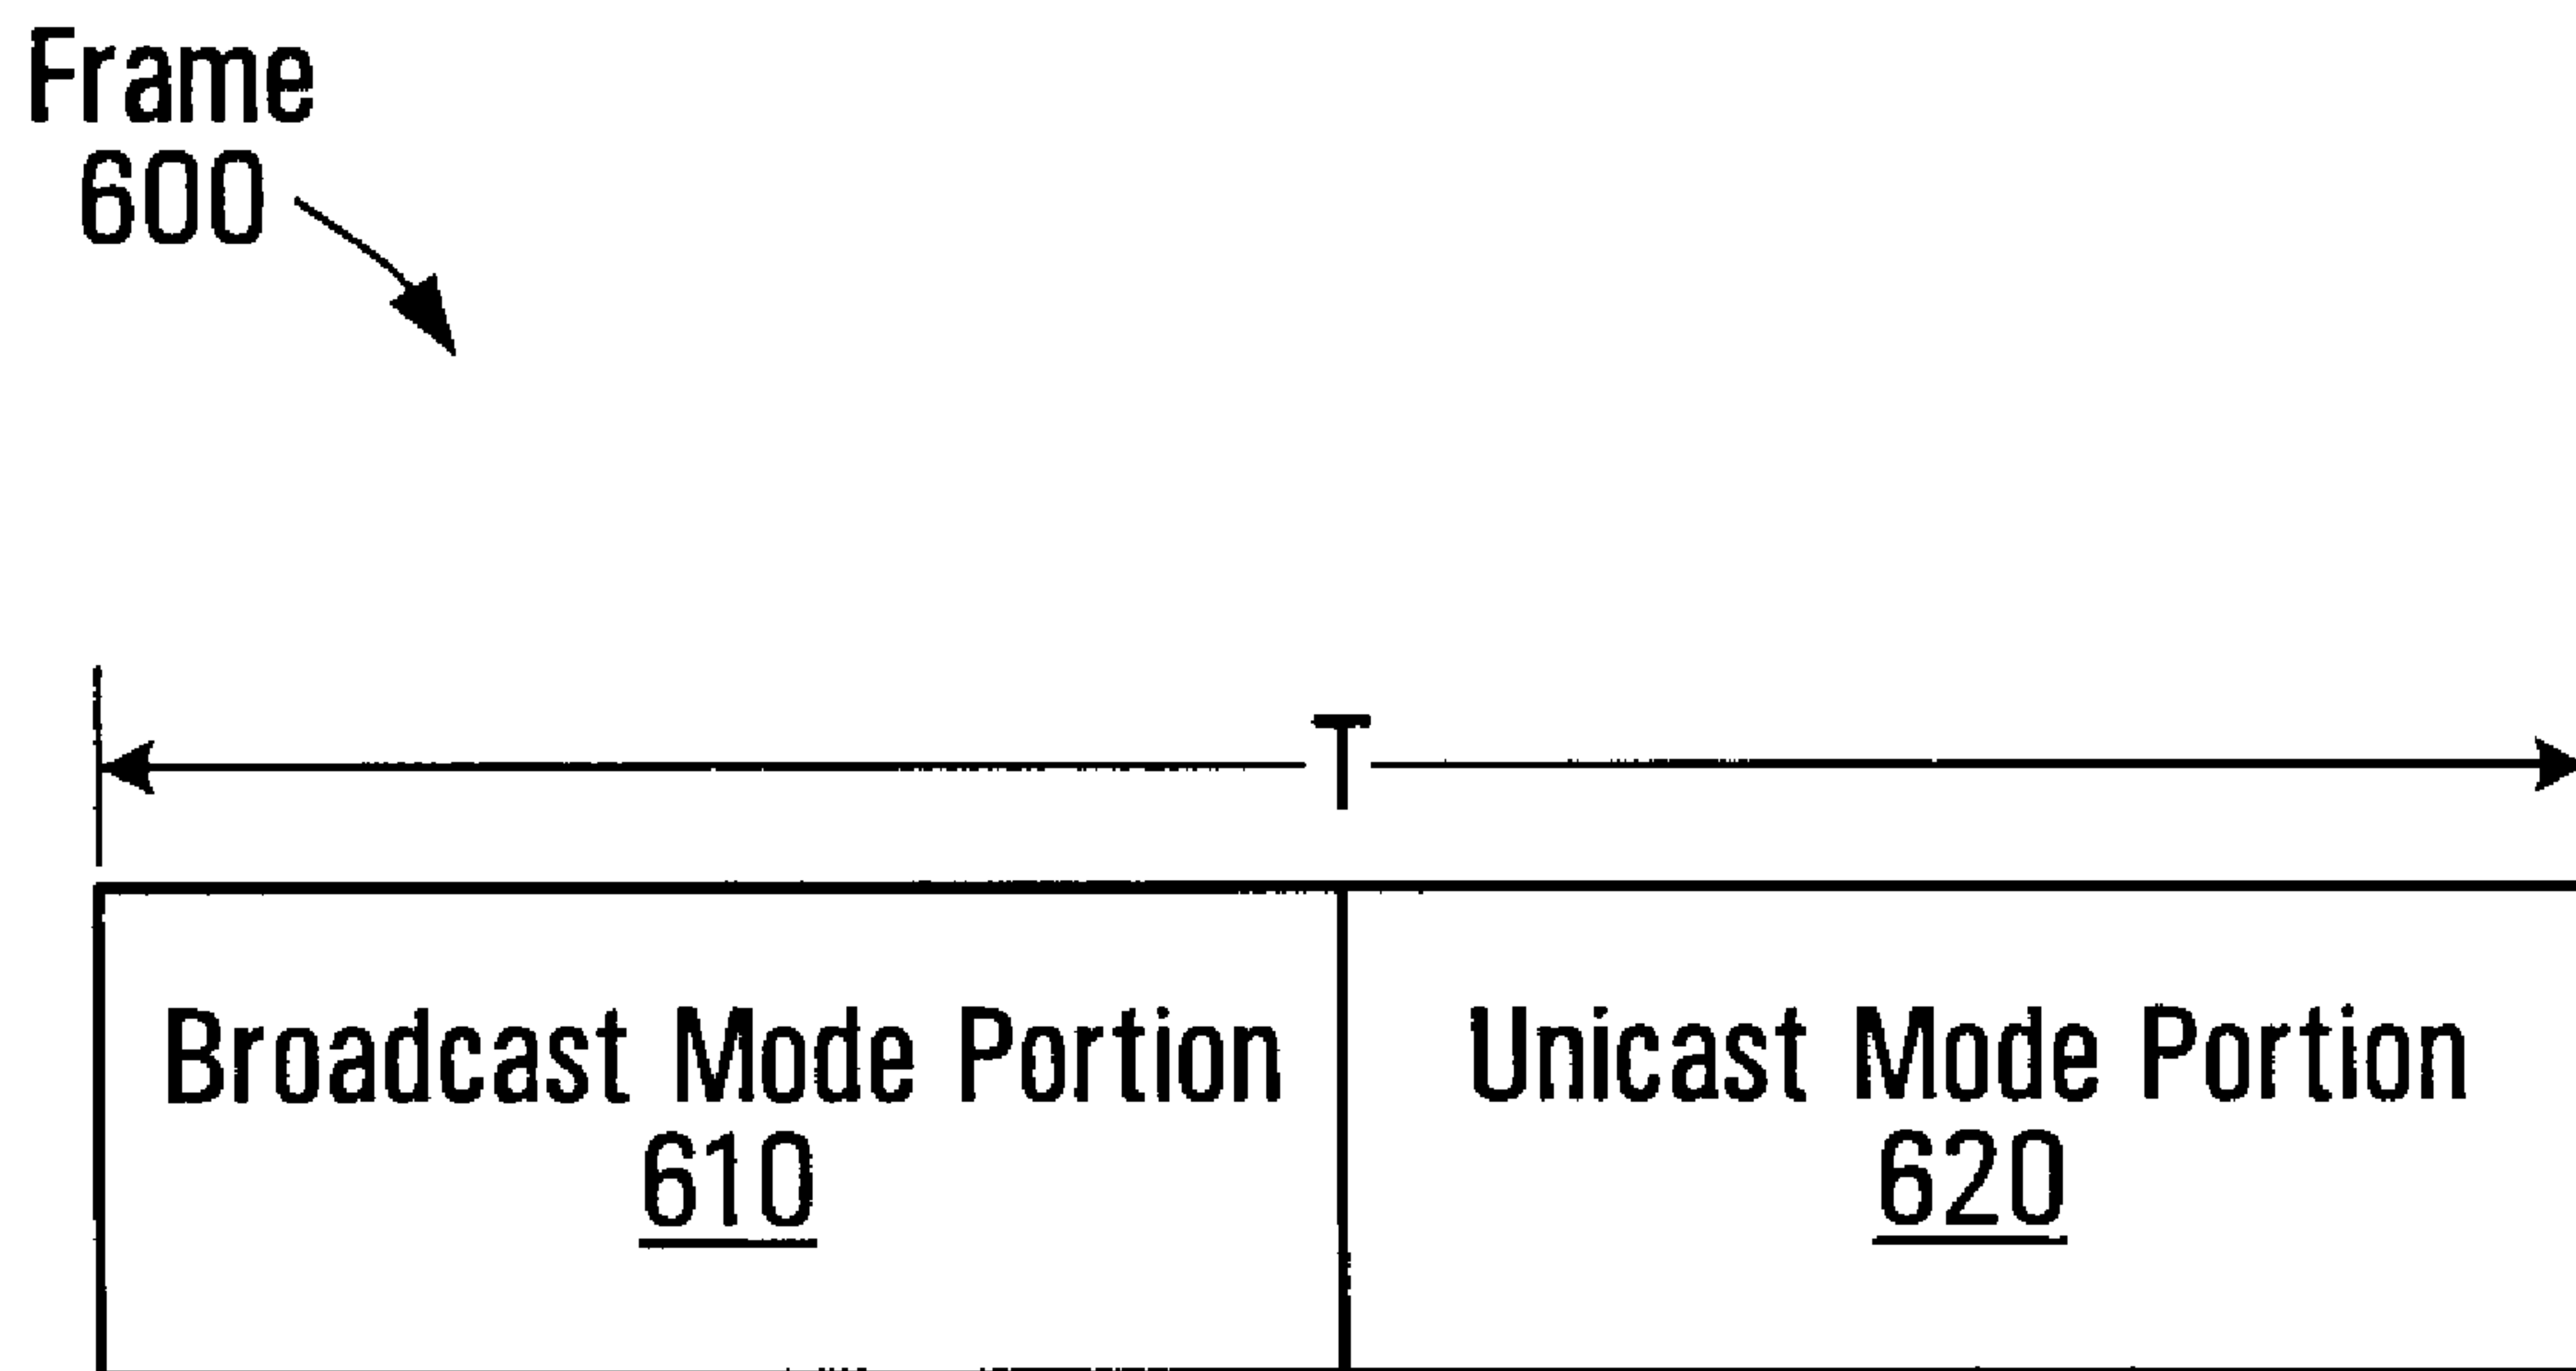 Frame
600
T
Broadcast Mode Portion
610
Unicast Mode Portion
620